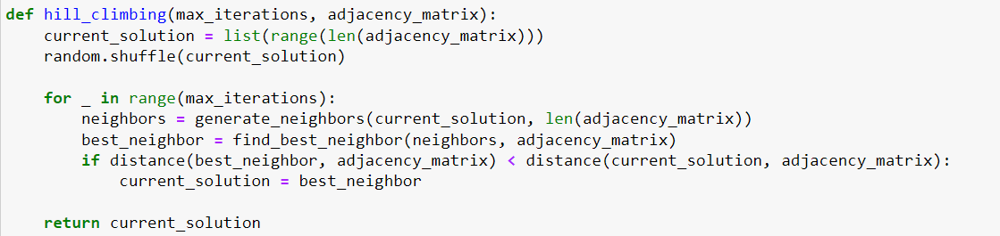 def hill_climbing(max_iterations, adjacency_matrix):
    current_solution = list(range(len(adjacency_matrix)))
    random.shuffle(current_solution)

    for _ in range(max_iterations):
        neighbors = generate_neighbors(current_solution, len(adjacency_matrix))
        best_neighbor = find_best_neighbor(neighbors, adjacency_matrix)
        if distance(best_neighbor, adjacency_matrix) < distance(current_solution, adjacency_matrix):
            current_solution = best_neighbor

    return current_solution